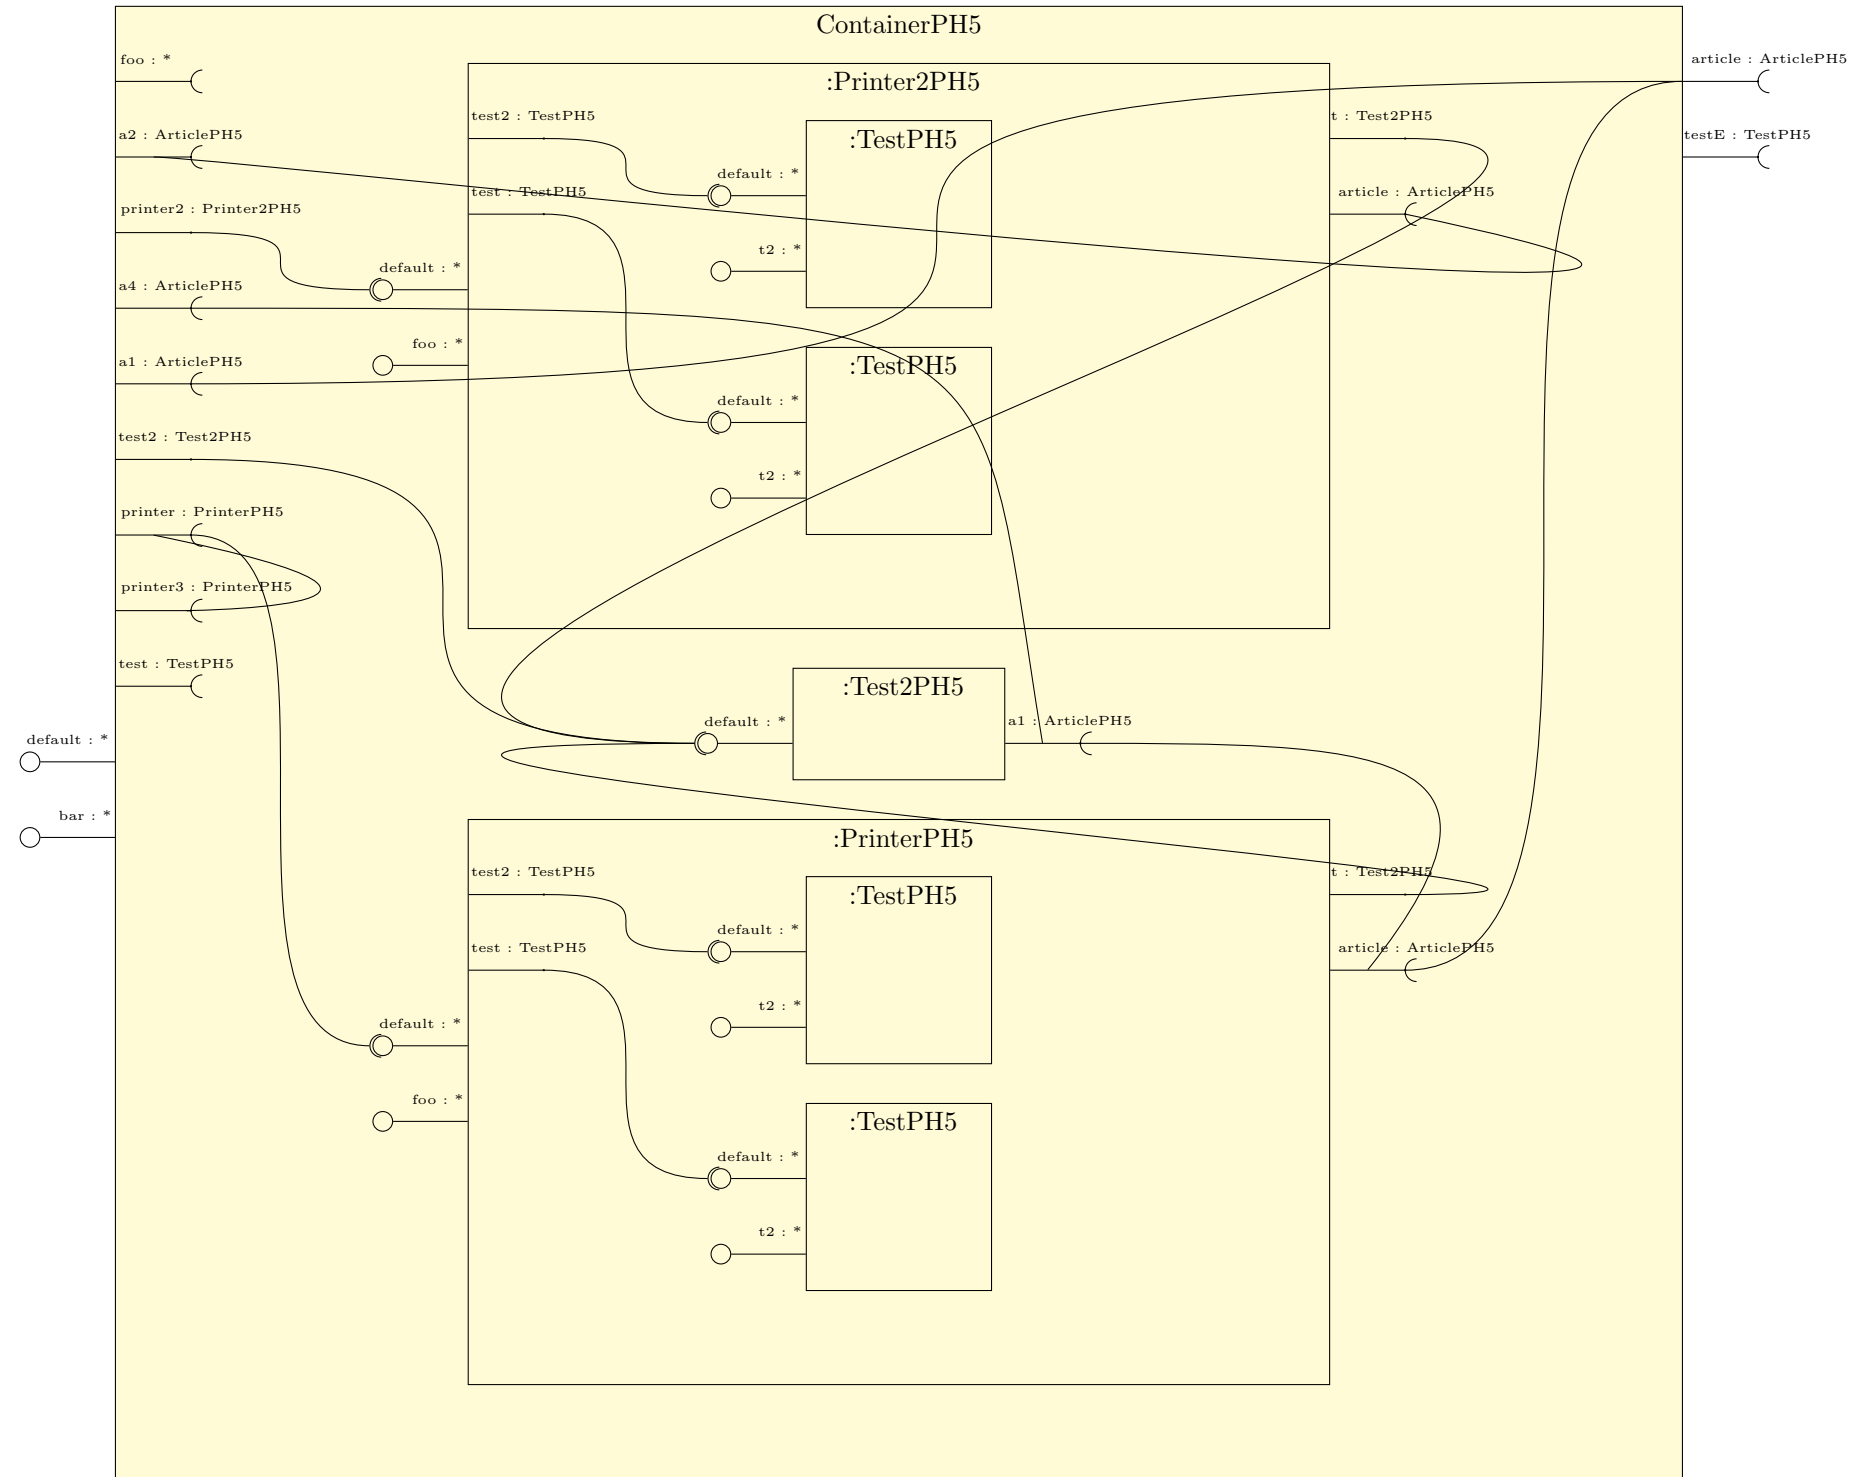 ContainerPH5
foo : *
article : ArticlePH5
:Printer2PH5
test2 : TestPH5
t : Test2PH5
a2 : ArticlePH5
testE : TestPH5
:TestPH5
default : *
test : TestPH5
article : ArticlePH5
printer2 : Printer2PH5
t2 : *
default : *
a4 : ArticlePH5
foo : *
a1 : ArticlePH5
:TestPH5
default : *
test2 : Test2PH5
t2 : *
printer : PrinterPH5
printer3 : PrinterPH5
test : TestPH5
:Test2PH5
default : *
a1 : ArticlePH5
default : *
bar : *
:PrinterPH5
test2 : TestPH5
t : Test2PH5
:TestPH5
default : *
test : TestPH5
article : ArticlePH5
t2 : *
default : *
foo : *
:TestPH5
default : *
t2 : *